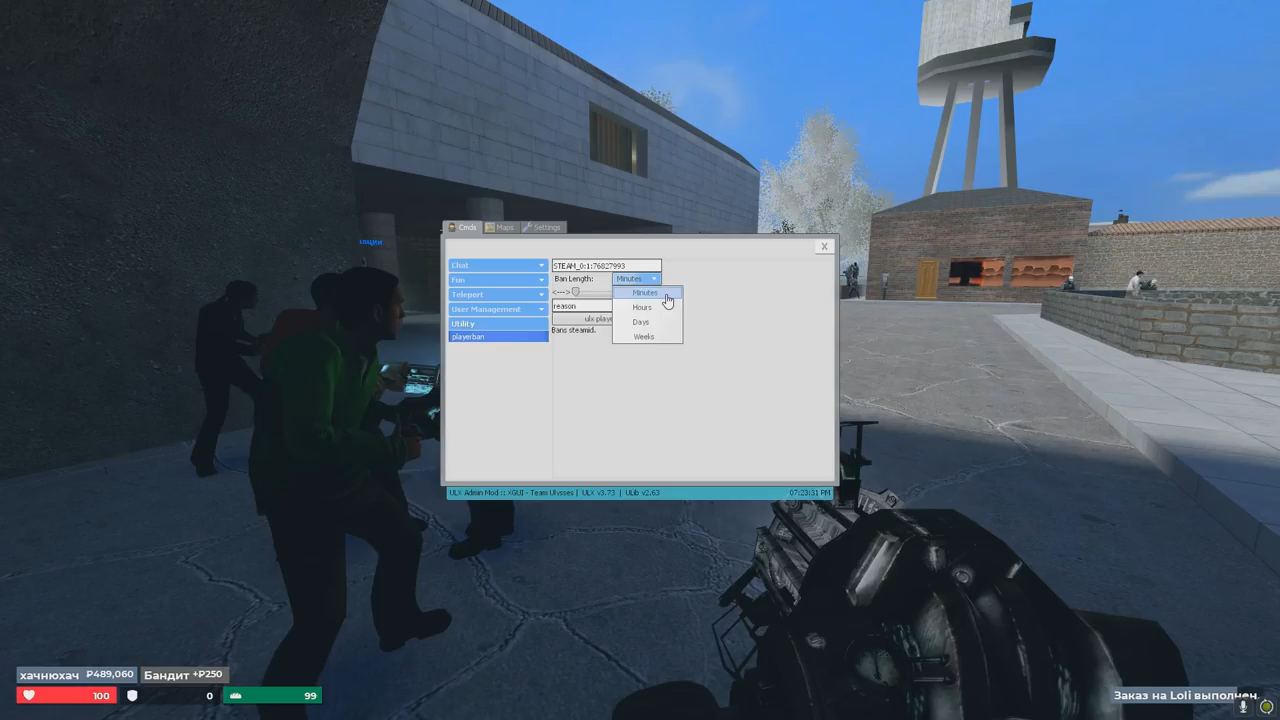 ации
Cmds Maps Settings
X
Chat
Fun
Teleport
User Management
Utility
playerban
STEAM_0:1:76827993
Ban Length: Minutes
<--->
reason
ulx playe
Bans steamid.
Minutes
Hours
Days
Weeks
ULX Admin Mod :: XGUI - Team Ulysses | ULX v3.73 | ULib v2.63
07:23:31 PM
хачнюхач ₽489,060 Бандит +₽250
100 0 99
Заказ на Loli выполнен.